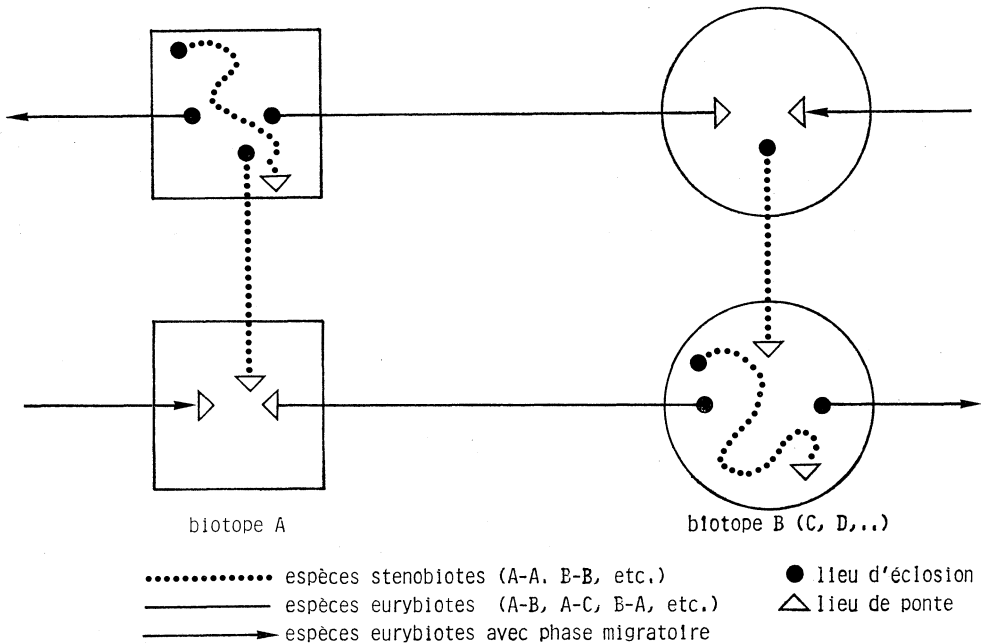 biotope A
biotope B (C, D,..)
espèces stenobiotes (A-A. B-B, etc.)
espèces eurybiotes (A-B, A-C, B-A, etc.)
espèces eurybiotes avec phase migratoire
lieu d'éclosion
lieu de ponte